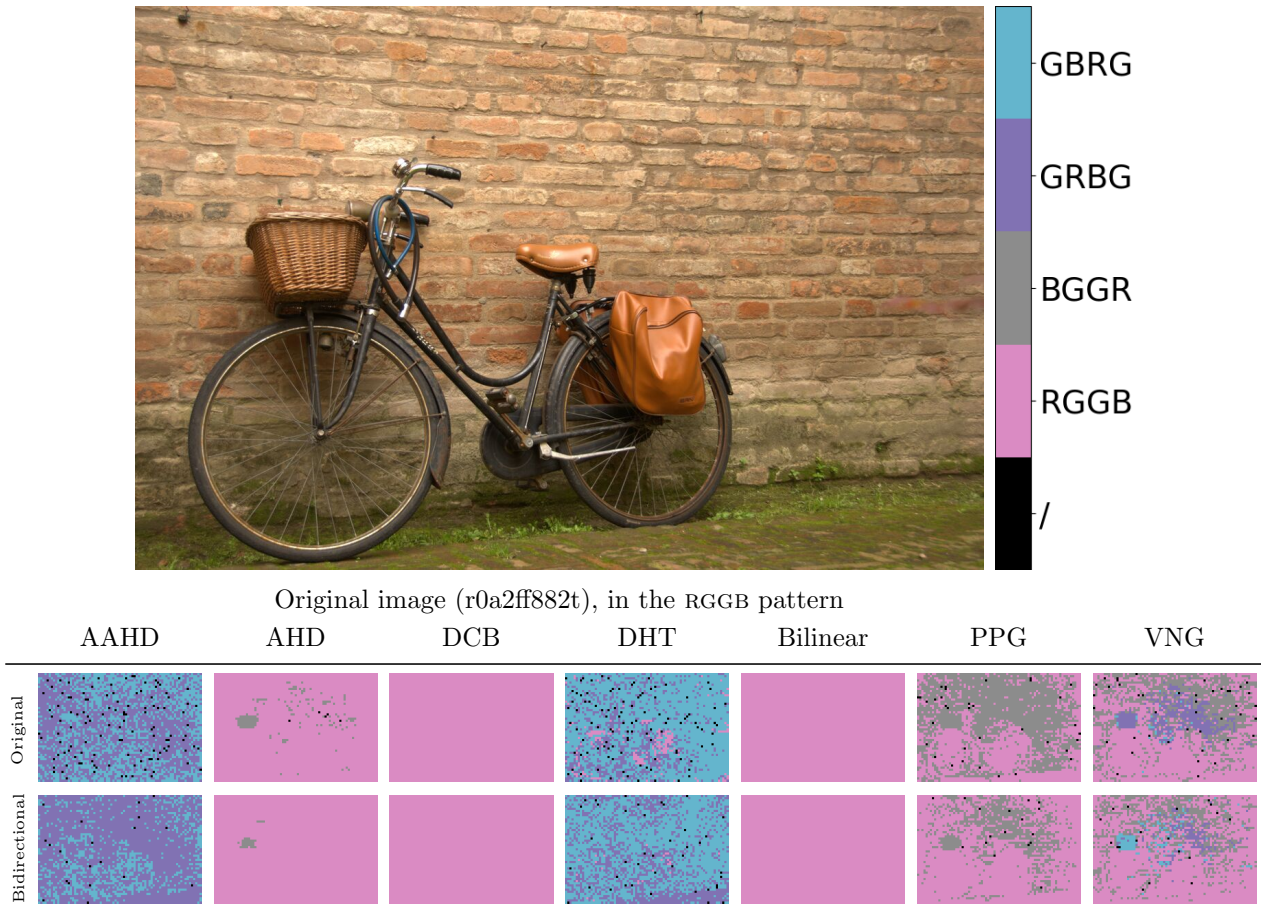 GBRG
GRBG
BGGR
RGGB
/
Original image (r0a2ff882t), in the RGGB pattern
AAHD AHD DCB DHT Bilinear PPG VNG
Original
Bidirectional